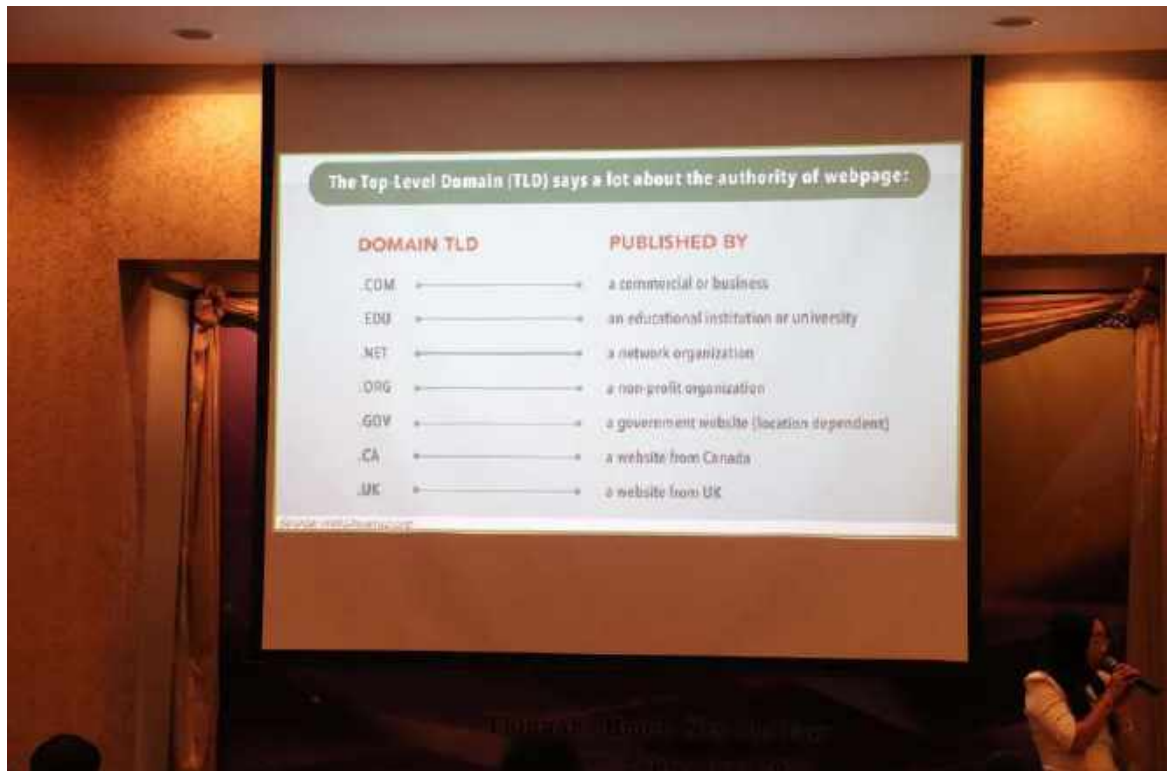 The Top-Level Domain (TLD) says a lot about the authority of webpage:
DOMAIN TLD PUBLISHED BY
.COM a commercial or business
.EDU an educational institution or university
.NET a network organization
.ORG a non-profit organization
.GOV a government website (location dependent)
.CA a website from Canada
.UK a website from UK